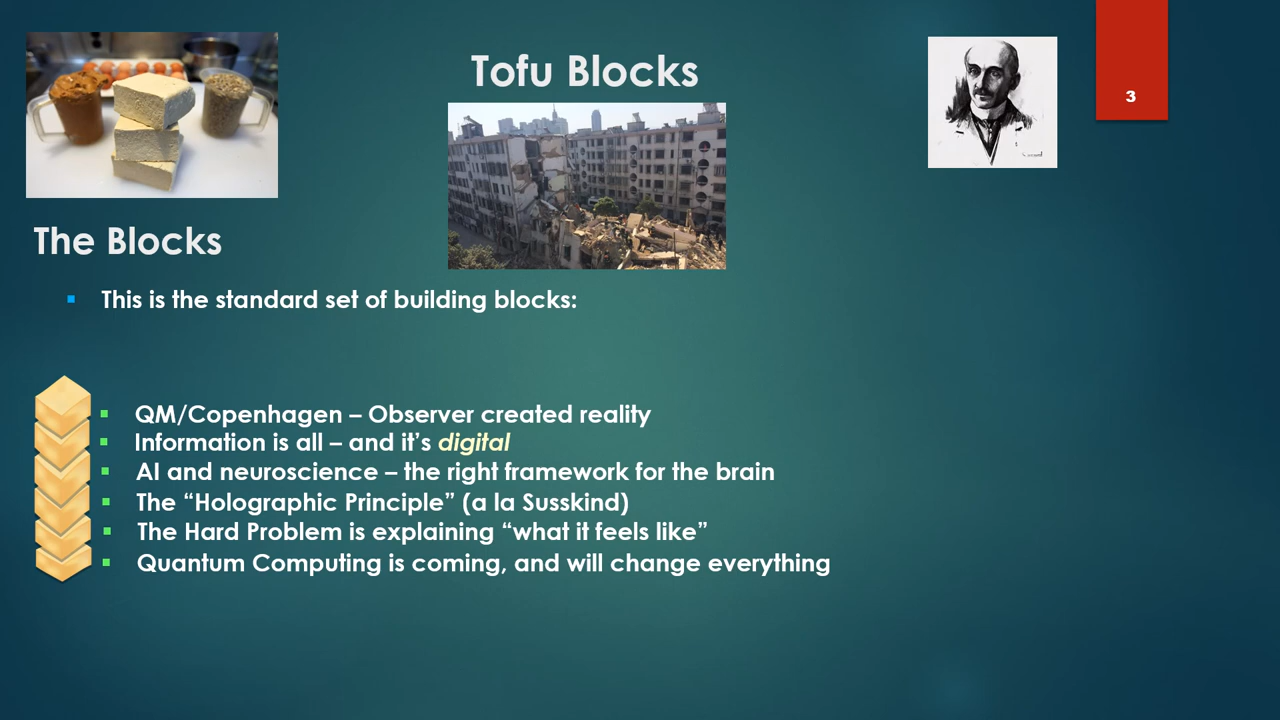 Tofu Blocks
3
The Blocks
This is the standard set of building blocks:
QM/Copenhagen – Observer created reality
Information is all – and it’s digital
AI and neuroscience – the right framework for the brain
The “Holographic Principle” (a la Susskind)
The Hard Problem is explaining “what it feels like”
Quantum Computing is coming, and will change everything